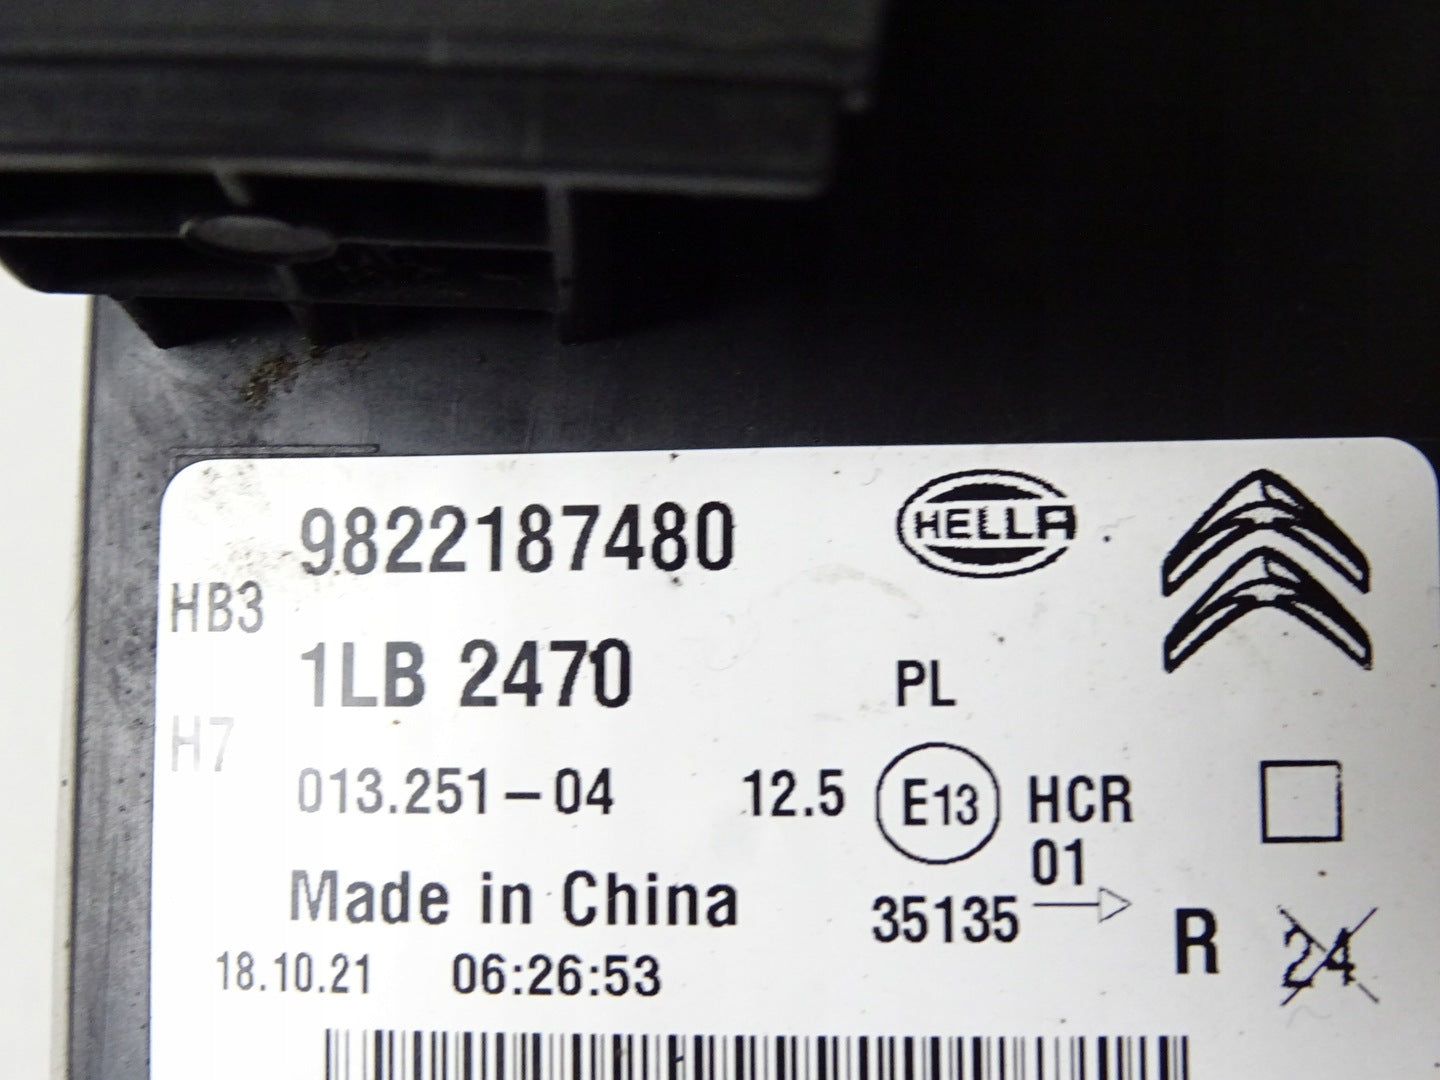 9822187480
HELLA
HB3
1LB 2470
PL
H7
013.251-04
12.5
E13
HCR
01
Made in China
35135
R
24
18.10.21
06:26:53